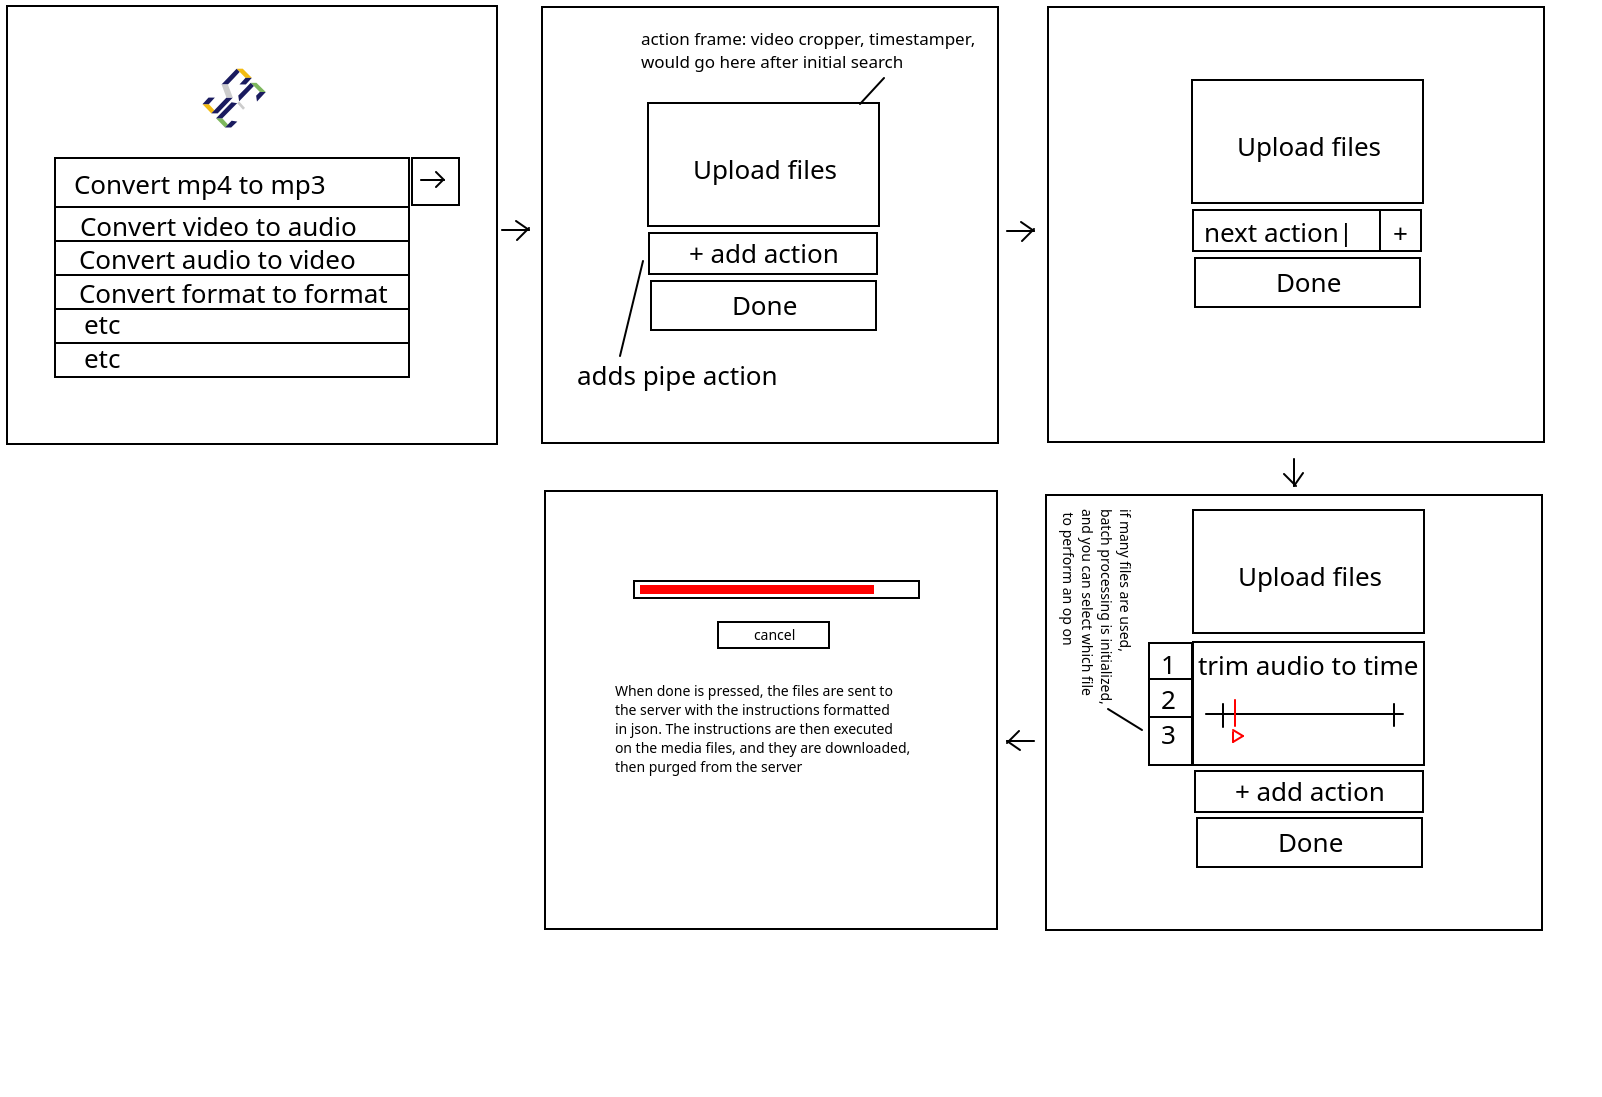 Convert mp4 to mp3
Convert video to audio
Convert audio to video
Convert format to format
etc
etc
action frame: video cropper, timestamper,
would go here after initial search
Upload files
+ add action
Done
adds pipe action
Upload files
next action|
+
Done
if many files are used,
batch processing is initialized,
and you can select which file
to perform an op on
Upload files
1
2
3
trim audio to time
+ add action
Done
cancel
When done is pressed, the files are sent to
the server with the instructions formatted
in json. The instructions are then executed
on the media files, and they are downloaded,
then purged from the server